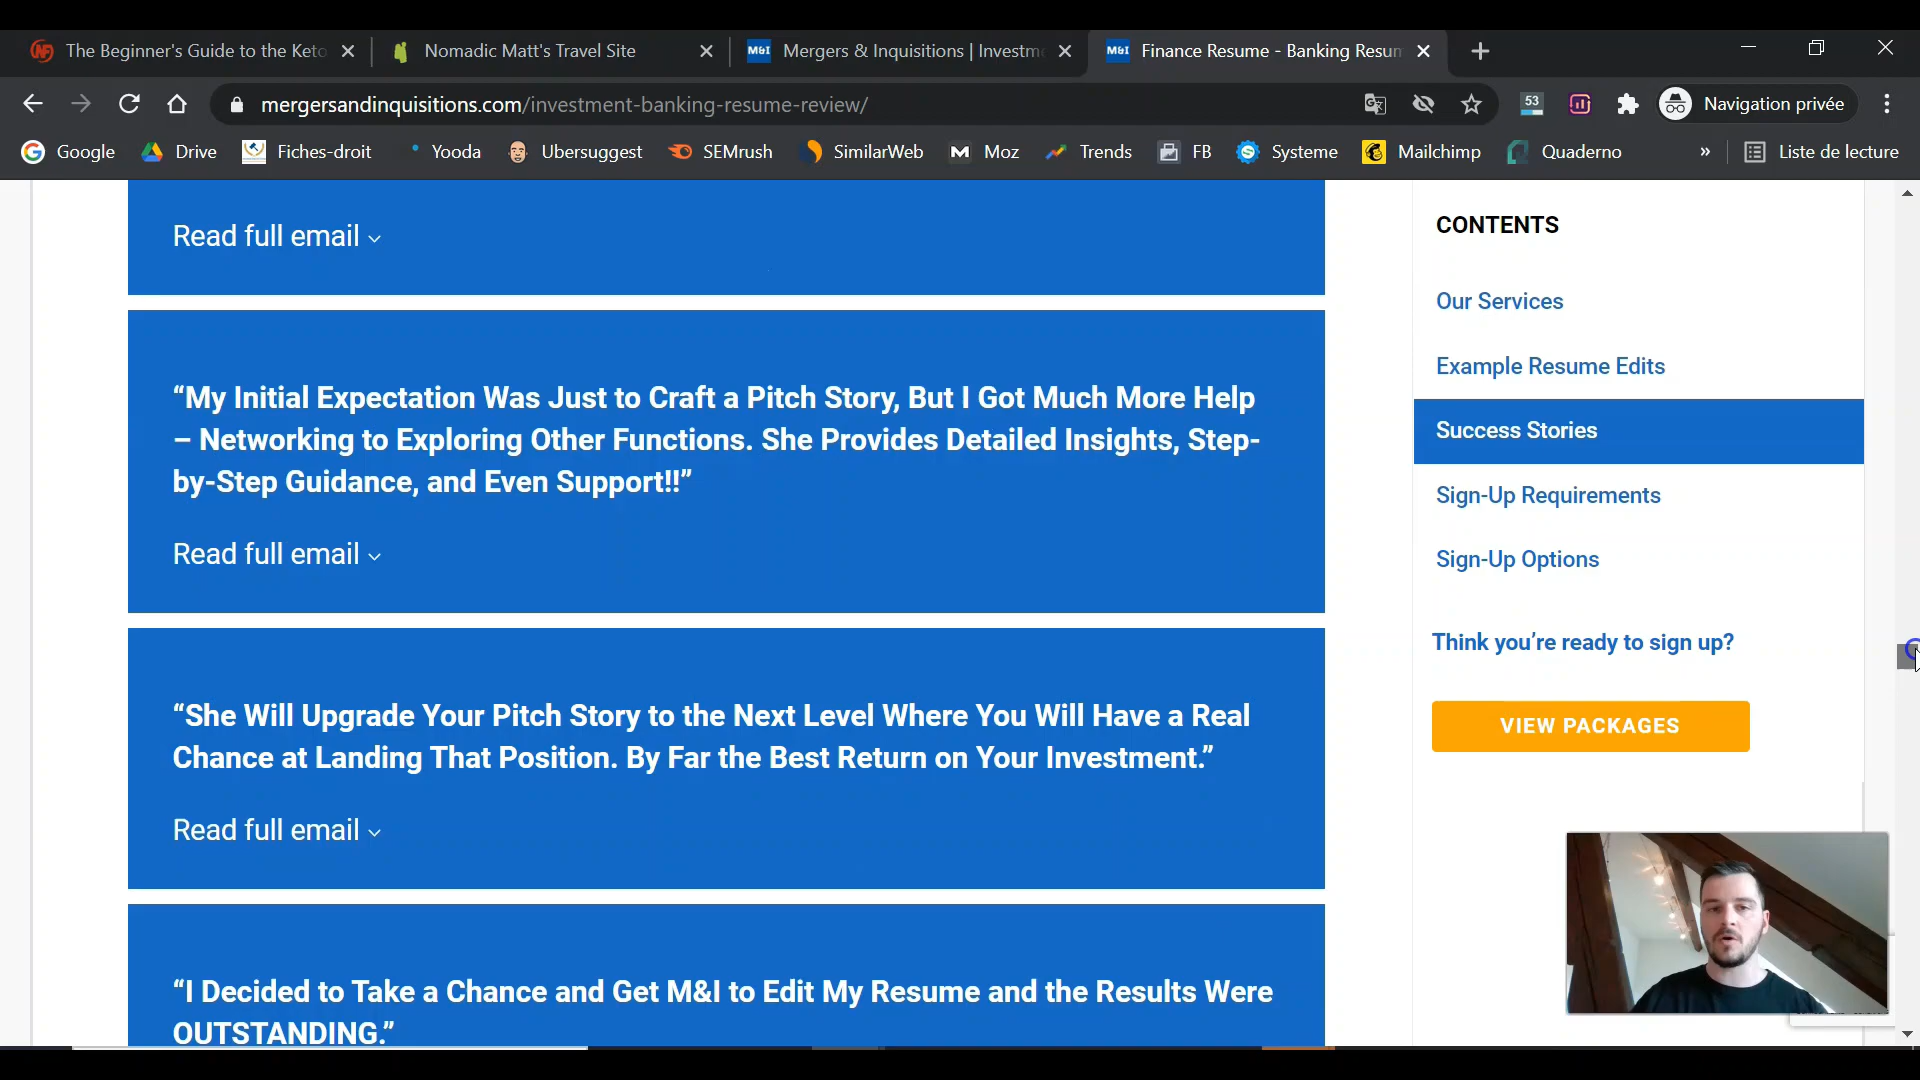 The Beginner's Guide to the Keto
Nomadic Matt's Travel Site
M&I
Mergers & Inquisitions | Investm
M&I
Finance Resume - Banking Resum
mergersandinquisitions.com/investment-banking-resume-review/
53
Navigation privée
Google
Drive
Fiches-droit
Yooda
Ubersuggest
SEMrush
SimilarWeb
Moz
Trends
FB
Systeme
Mailchimp
Quaderno
»
Liste de lecture
Read full email
“My Initial Expectation Was Just to Craft a Pitch Story, But I Got Much More Help
– Networking to Exploring Other Functions. She Provides Detailed Insights, Step-
by-Step Guidance, and Even Support!!”
Read full email
“She Will Upgrade Your Pitch Story to the Next Level Where You Will Have a Real
Chance at Landing That Position. By Far the Best Return on Your Investment.”
Read full email
“I Decided to Take a Chance and Get M&I to Edit My Resume and the Results Were
OUTSTANDING.”
CONTENTS
Our Services
Example Resume Edits
Success Stories
Sign-Up Requirements
Sign-Up Options
Think you’re ready to sign up?
VIEW PACKAGES